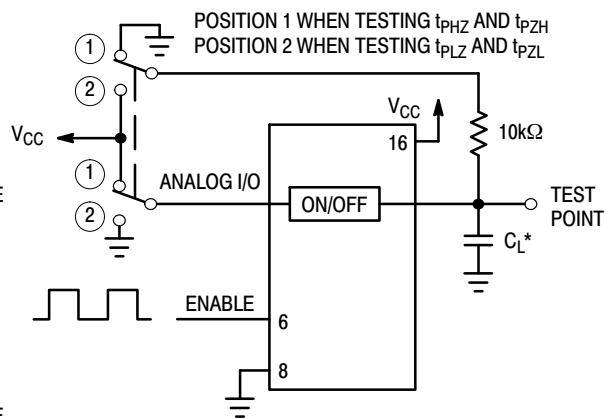 POSITION 1 WHEN TESTING tPHZ AND tPZH
POSITION 2 WHEN TESTING tPLZ AND tPZL
1
2
VCC
VCC
16
10kΩ
1
ANALOG I/O
ON/OFF
TEST
POINT
2
CL*
ENABLE
6
8
E
E